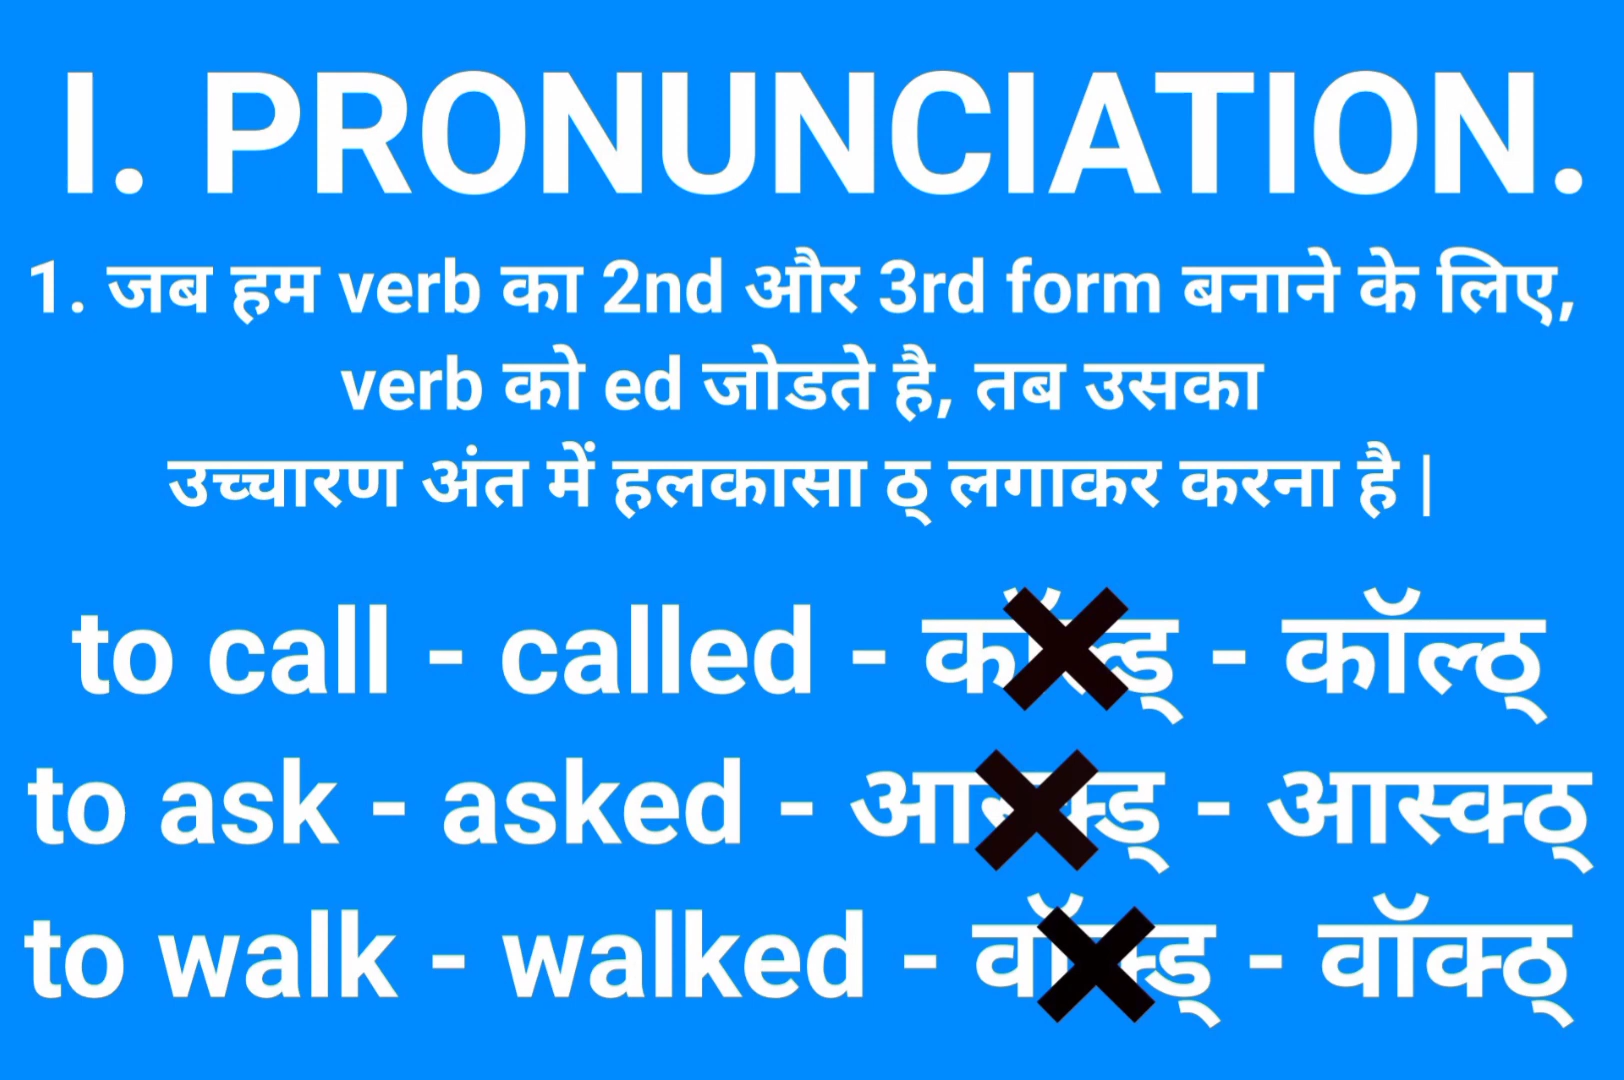 I. PRONUNCIATION.
1. जब हम verb का 2nd और 3rd form बनाने के लिए,
verb को ed जोडते है, तब उसका
उच्चारण अंत में हलकासा ठ् लगाकर करना है |
to call - called - - कॉल्ठ्
to ask - asked - - आस्क्ठ्
to walk - walked - - वॉक्ठ्